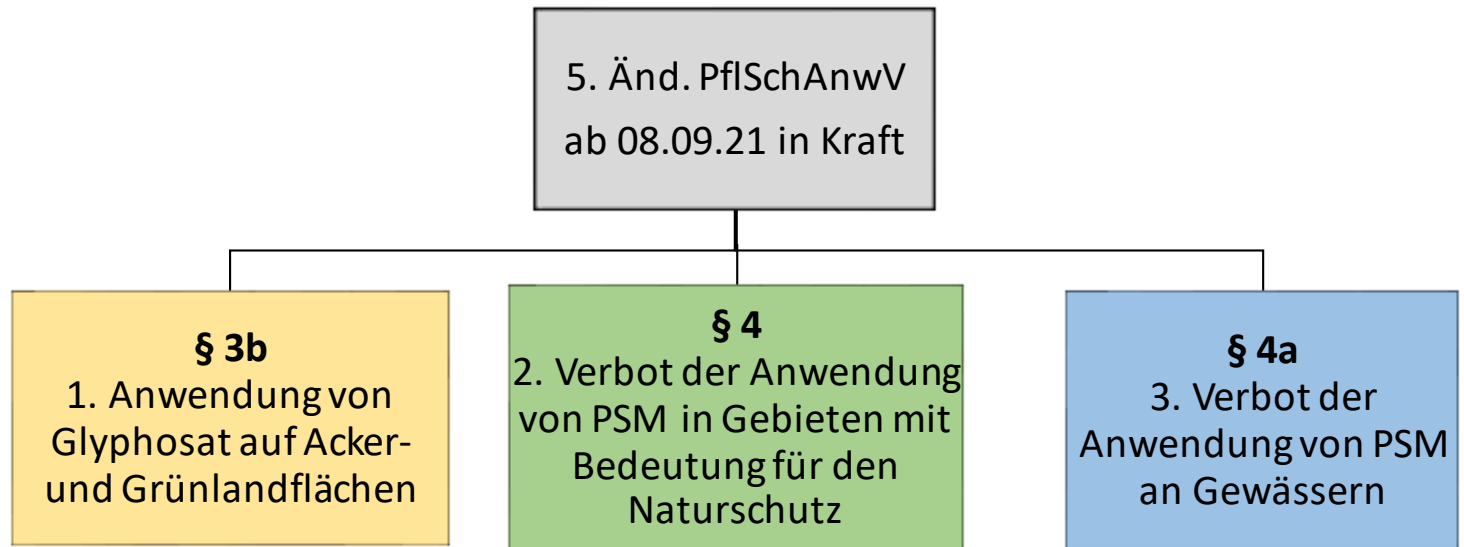 5. Änd. PflSchAnwV
ab 08.09.21 in Kraft
§ 3b
1. Anwendung von
Glyphosat auf Acker-
und Grünlandflächen
§ 4
2. Verbot der Anwendung
von PSM in Gebieten mit
Bedeutung für den
Naturschutz
§ 4a
3. Verbot der
Anwendung von PSM
an Gewässern